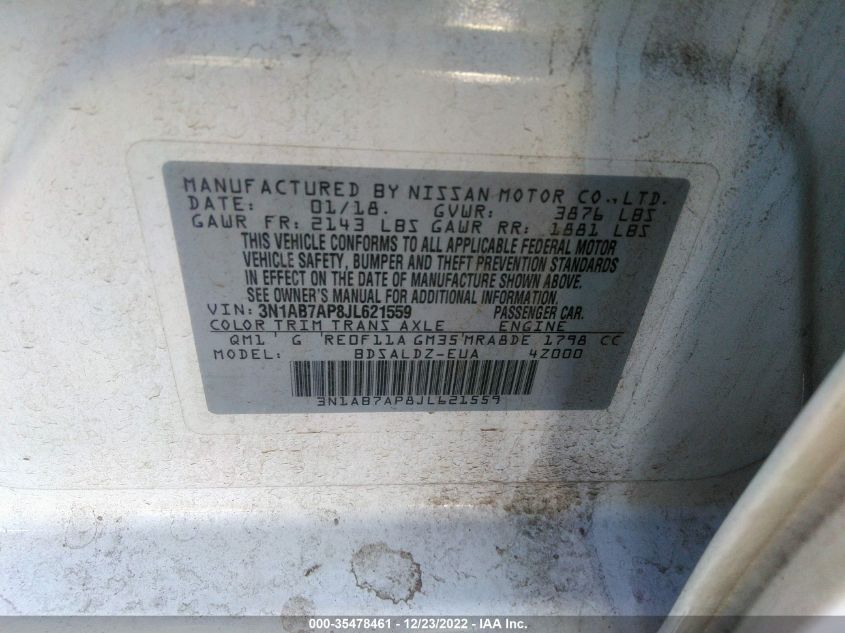 MANUFACTURED BY NISSAN MOTOR CO., LTD.
DATE: 01/18. GVWR: 3876 LBS
GAWR FR: 2143 LBS GAWR RR: 1881 LBS
THIS VEHICLE CONFORMS TO ALL APPLICABLE FEDERAL MOTOR
VEHICLE SAFETY, BUMPER AND THEFT PREVENTION STANDARDS
IN EFFECT ON THE DATE OF MANUFACTURE SHOWN ABOVE.
SEE OWNER'S MANUAL FOR ADDITIONAL INFORMATION.
VIN: 3N1AB7AP8JL621559 PASSENGER CAR.
COLOR TRIM TRANS AXLE ENGINE
QM1 G RE0F11A GM35 MRA8DE 1798 CC
MODEL: BDSALDZ-EUA 4Z000
3N1AB7AP8JL621559
000-35478461 - 12/23/2022 - IAA Inc.